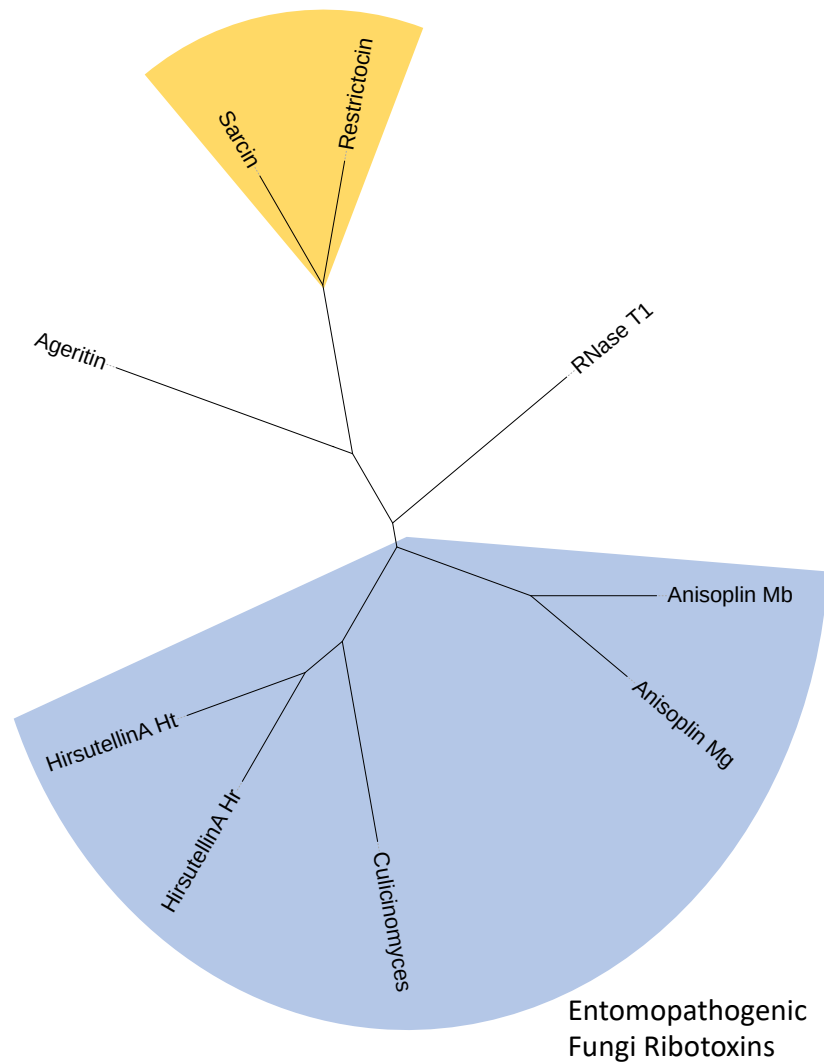 Restrictocin
Sarcin
RNase T1
Ageritin
Anisoplin Mb
Anisoplin Mg
HirsutellinA Ht
HirsutellinA Hr
Culicinomyces
Entomopathogenic
Fungi Ribotoxins